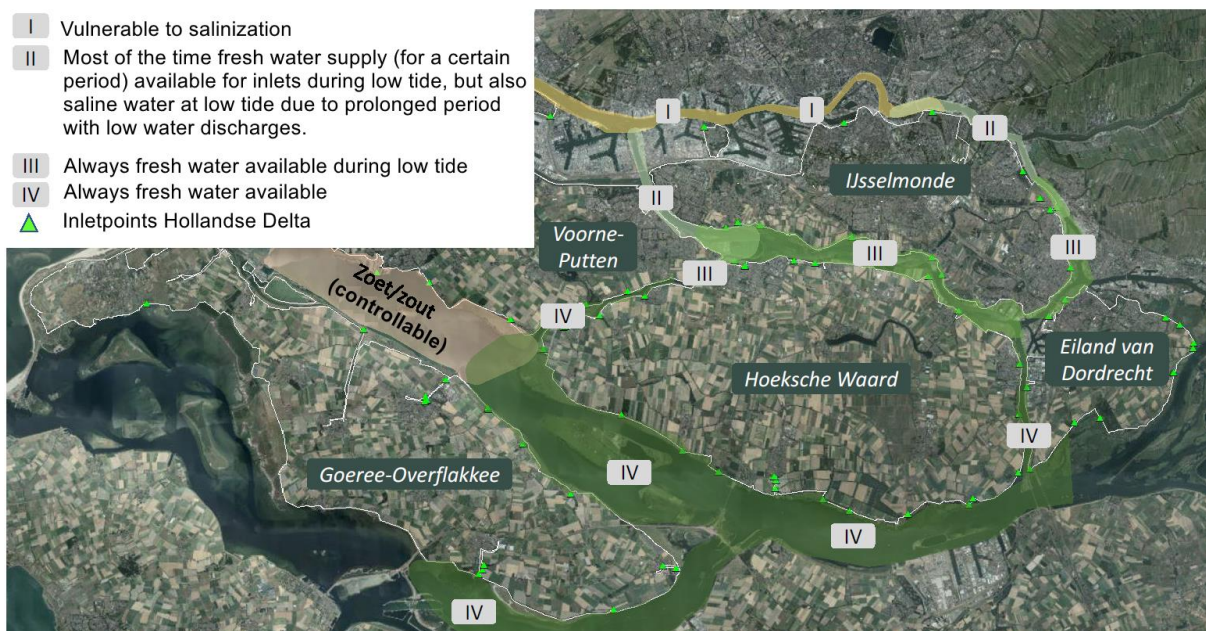 I Vulnerable to salinization
II Most of the time fresh water supply (for a certain
period) available for inlets during low tide, but also
saline water at low tide due to prolonged period
with low water discharges.
III Always fresh water available during low tide
IV Always fresh water available
Inletpoints Hollandse Delta
I
I
II
IJsselmonde
II
Voorne-
Putten
III
III
III
Zoet/zout
(controllable)
IV
Eiland van
Dordrecht
Hoeksche Waard
IV
Goeree-Overflakkee
IV
IV
IV